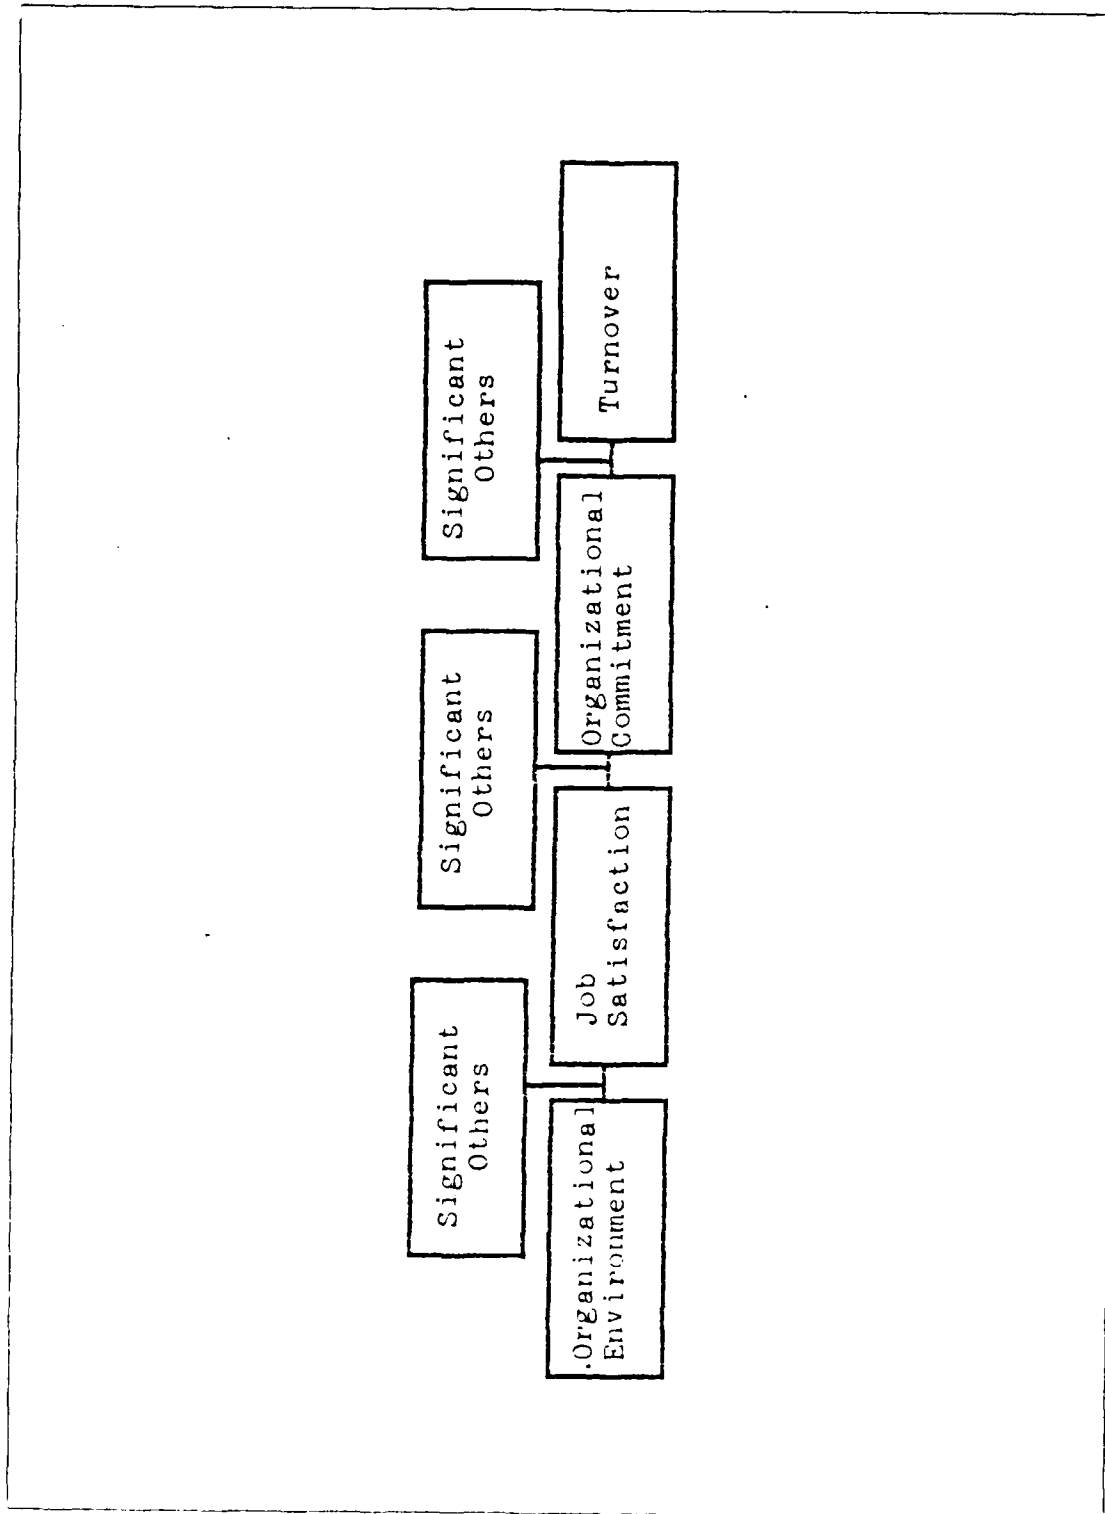 Significant
Others
Significant
Others
Significant
Others
Organizational
Environment
Job
Satisfaction
Organizational
Commitment
Turnover